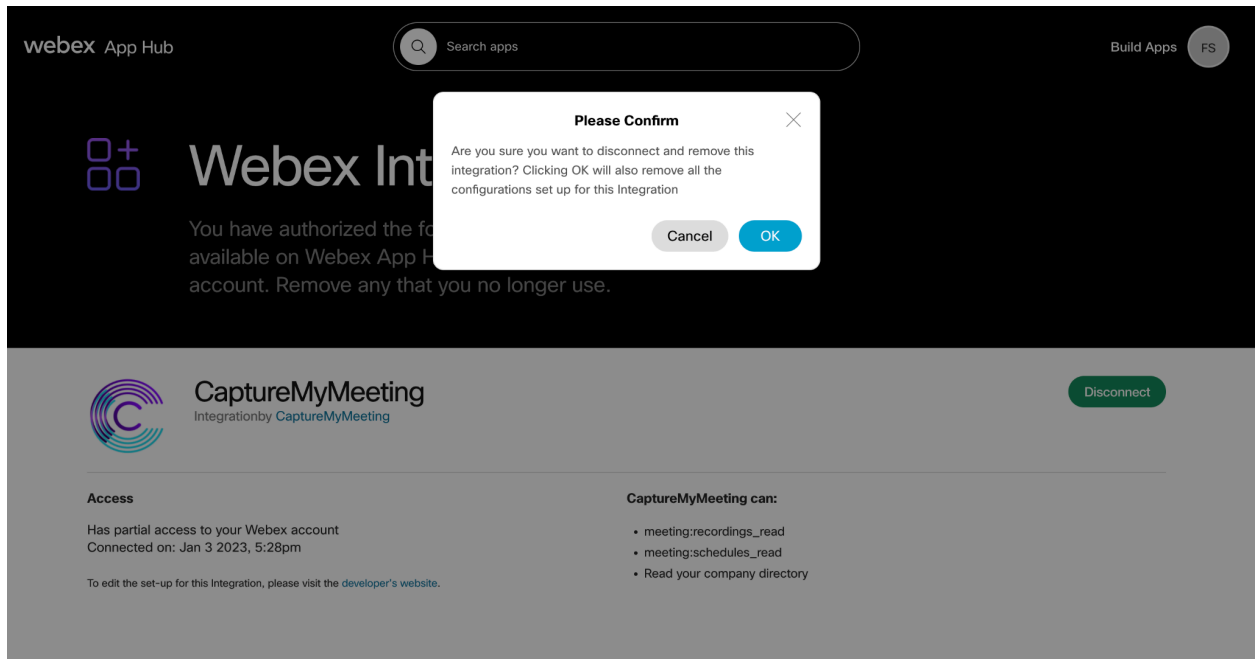 webex App Hub
Search apps
Build Apps
FS
Please Confirm
Are you sure you want to disconnect and remove this
integration? Clicking OK will also remove all the
configurations set up for this Integration
Cancel
OK
Webex Int
You have authorized the fo
available on Webex App H
account. Remove any that you no longer use.
C
CaptureMyMeeting
Integrationby CaptureMyMeeting
Disconnect
Access
Has partial access to your Webex account
Connected on: Jan 3 2023, 5:28pm
To edit the set-up for this Integration, please visit the developer's website.
CaptureMyMeeting can:
• meeting:recordings_read
• meeting:schedules_read
• Read your company directory